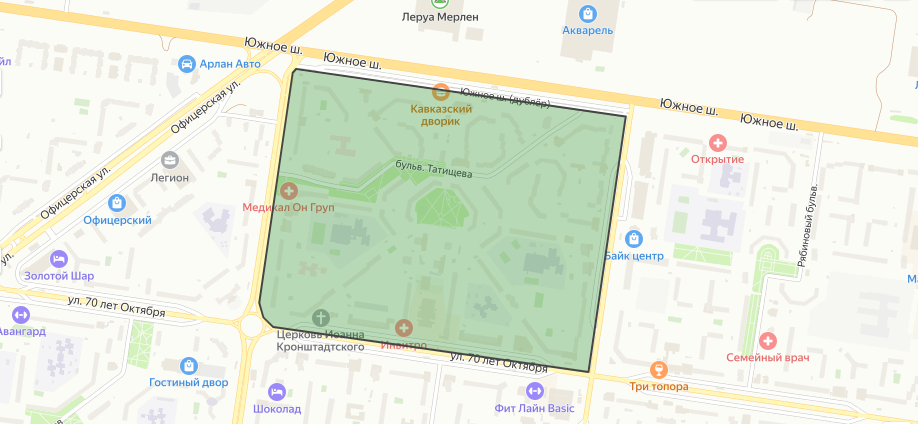 Леруа Мерлен
Акварель
Южное ш.
Южное ш.
йл
Арлан Авто
Офицерская ул.
Южное ш. (дублёр)
Кавказский
дворик
Южное ш.
Южное ш.
Открытие
бульв. Татищева
Легион
Офицерская ул.
Медикал Он Груп
Офицерский
Рябиновый бульв.
ул.
Золотой Шар
Байк центр
ул. 70 лет Октября
Авангард
Церковь Иоанна
Кронштадтского
Инвитро
ул. 70 лет Октября
Семейный врач
Гостиный двор
Три топора
Шоколад
Фит Лайн Basic